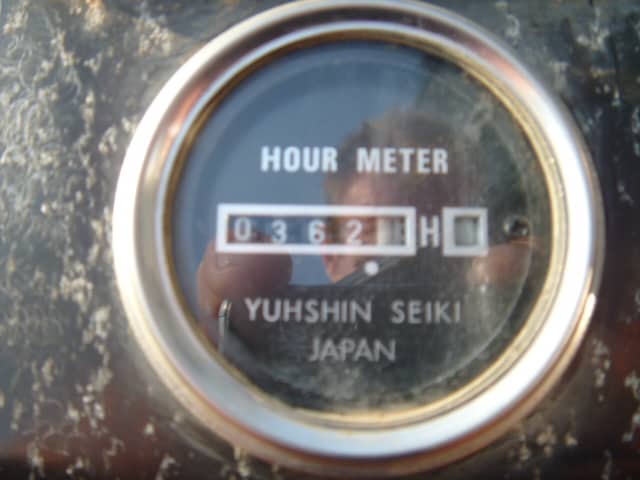 HOUR METER
0362 H
YUHSHIN SEIKI
JAPAN